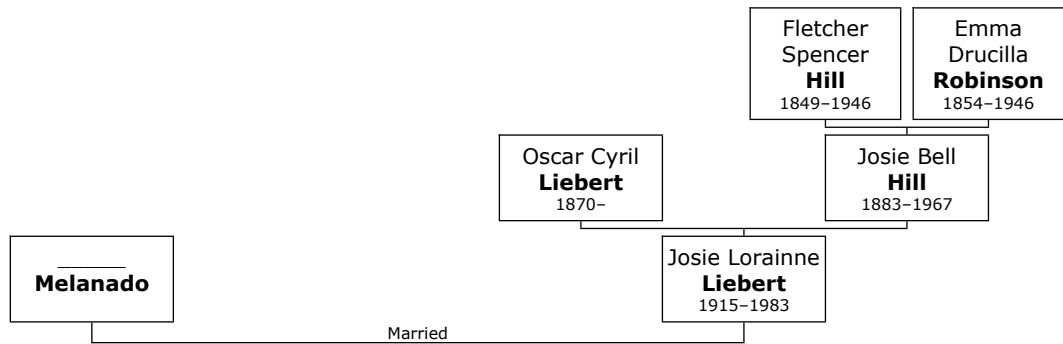 Fletcher
Spencer
Hill
1849–1946
Emma
Drucilla
Robinson
1854–1946
Oscar Cyril
Liebert
1870–
Josie Bell
Hill
1883–1967
_______
Melanado
Josie Lorainne
Liebert
1915–1983
Married